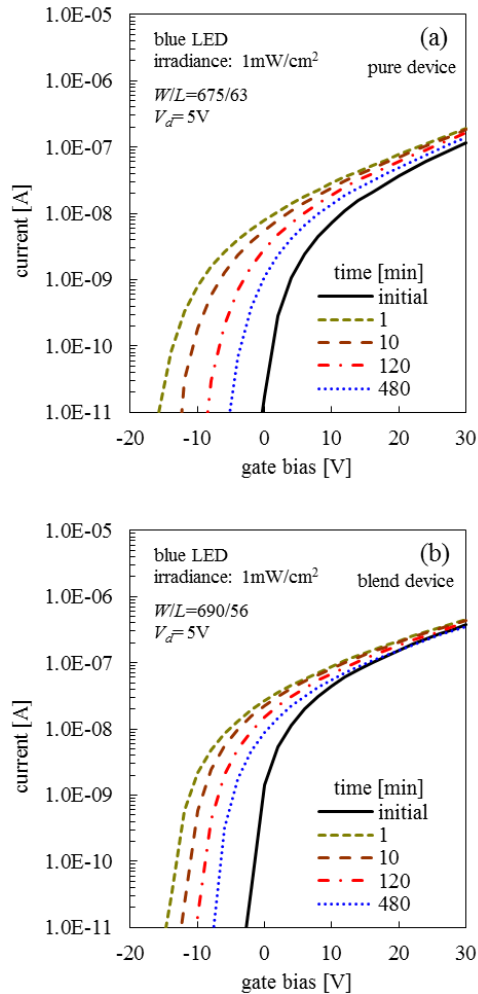 1.0E-05
1.0E-06
1.0E-07
1.0E-08
1.0E-09
1.0E-10
1.0E-11
current [A]
blue LED
irradiance: 1mW/cm²
W/L=675/63
V_d= 5V
(a)
pure device
time [min]
initial
1
10
120
480
-20 -10 0 10 20 30
gate bias [V]
1.0E-05
1.0E-06
1.0E-07
1.0E-08
1.0E-09
1.0E-10
1.0E-11
current [A]
blue LED
irradiance: 1mW/cm²
W/L=690/56
V_d= 5V
(b)
blend device
time [min]
initial
1
10
120
480
-20 -10 0 10 20 30
gate bias [V]